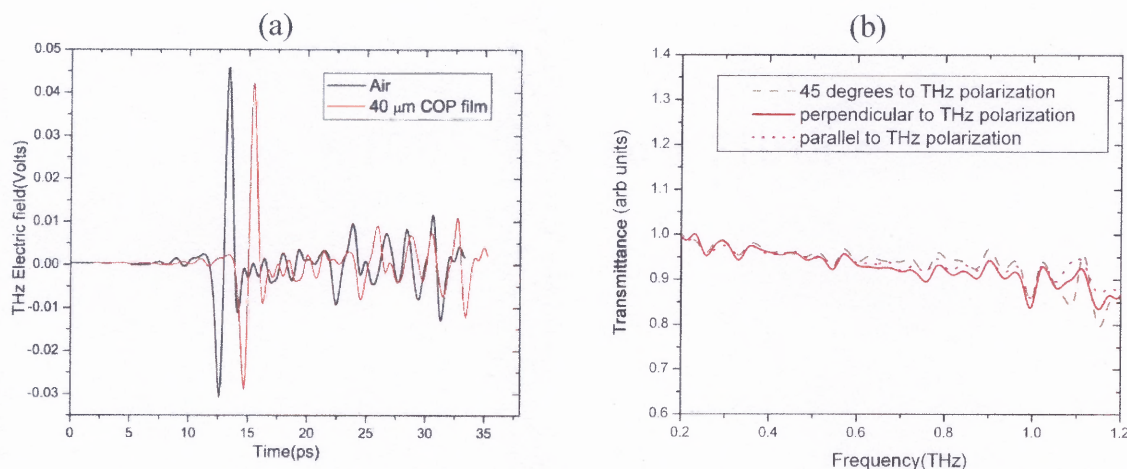 (a)
0.05
0.04
0.03
0.02
0.01
0.00
-0.01
-0.02
-0.03
THz Electric field(Volts)
Air
40 μm COP film
0 5 10 15 20 25 30 35
Time(ps)
(b)
1.4
1.3
1.2
1.1
1.0
0.9
0.8
0.7
0.6
Transmittance (arb units)
45 degrees to THz polarization
perpendicular to THz polarization
parallel to THz polarization
0.2 0.4 0.6 0.8 1.0 1.2
Frequency(THz)